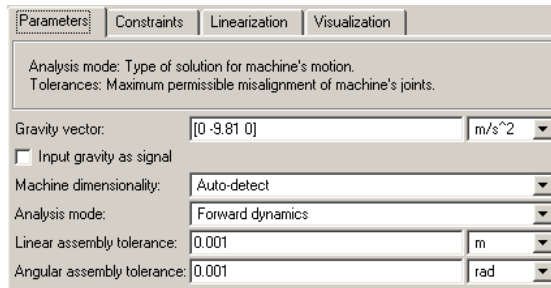 Parameters Constraints Linearization Visualization
Analysis mode: Type of solution for machine's motion.
Tolerances: Maximum permissible misalignment of machine's joints.
Gravity vector: [0 -9.81 0] m/s^2
Input gravity as signal
Machine dimensionality: Auto-detect
Analysis mode: Forward dynamics
Linear assembly tolerance: 0.001 m
Angular assembly tolerance: 0.001 rad